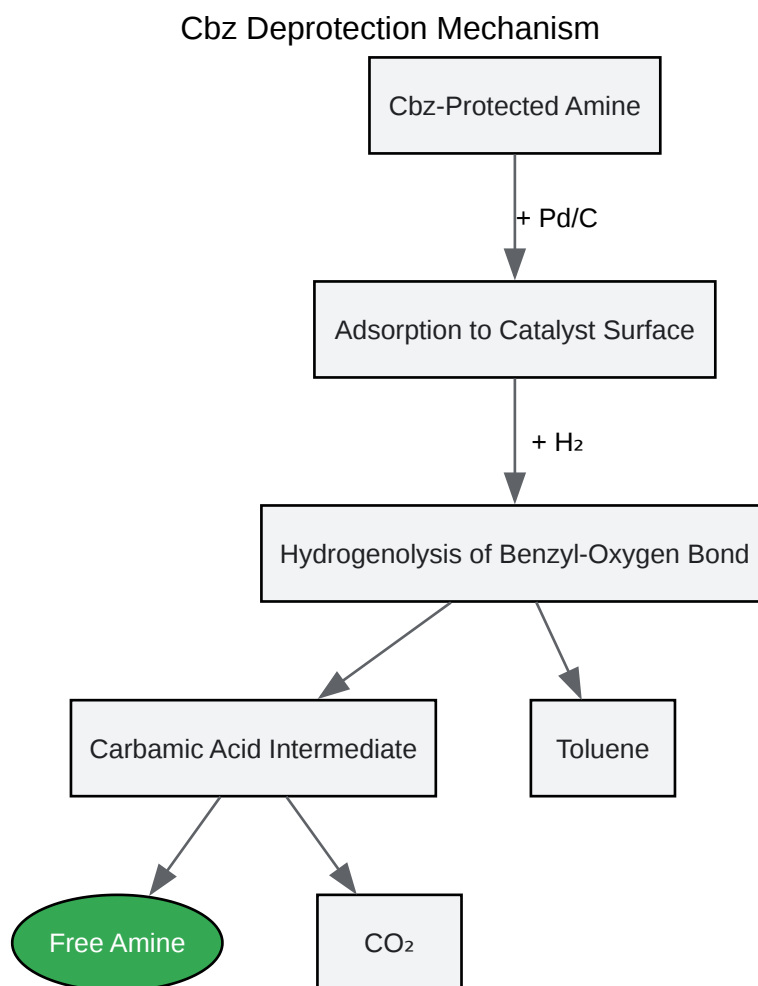 Cbz Deprotection Mechanism
Cbz-Protected Amine
+ Pd/C
Adsorption to Catalyst Surface
+ H₂
Hydrogenolysis of Benzyl-Oxygen Bond
Carbamic Acid Intermediate
Toluene
Free Amine
CO₂